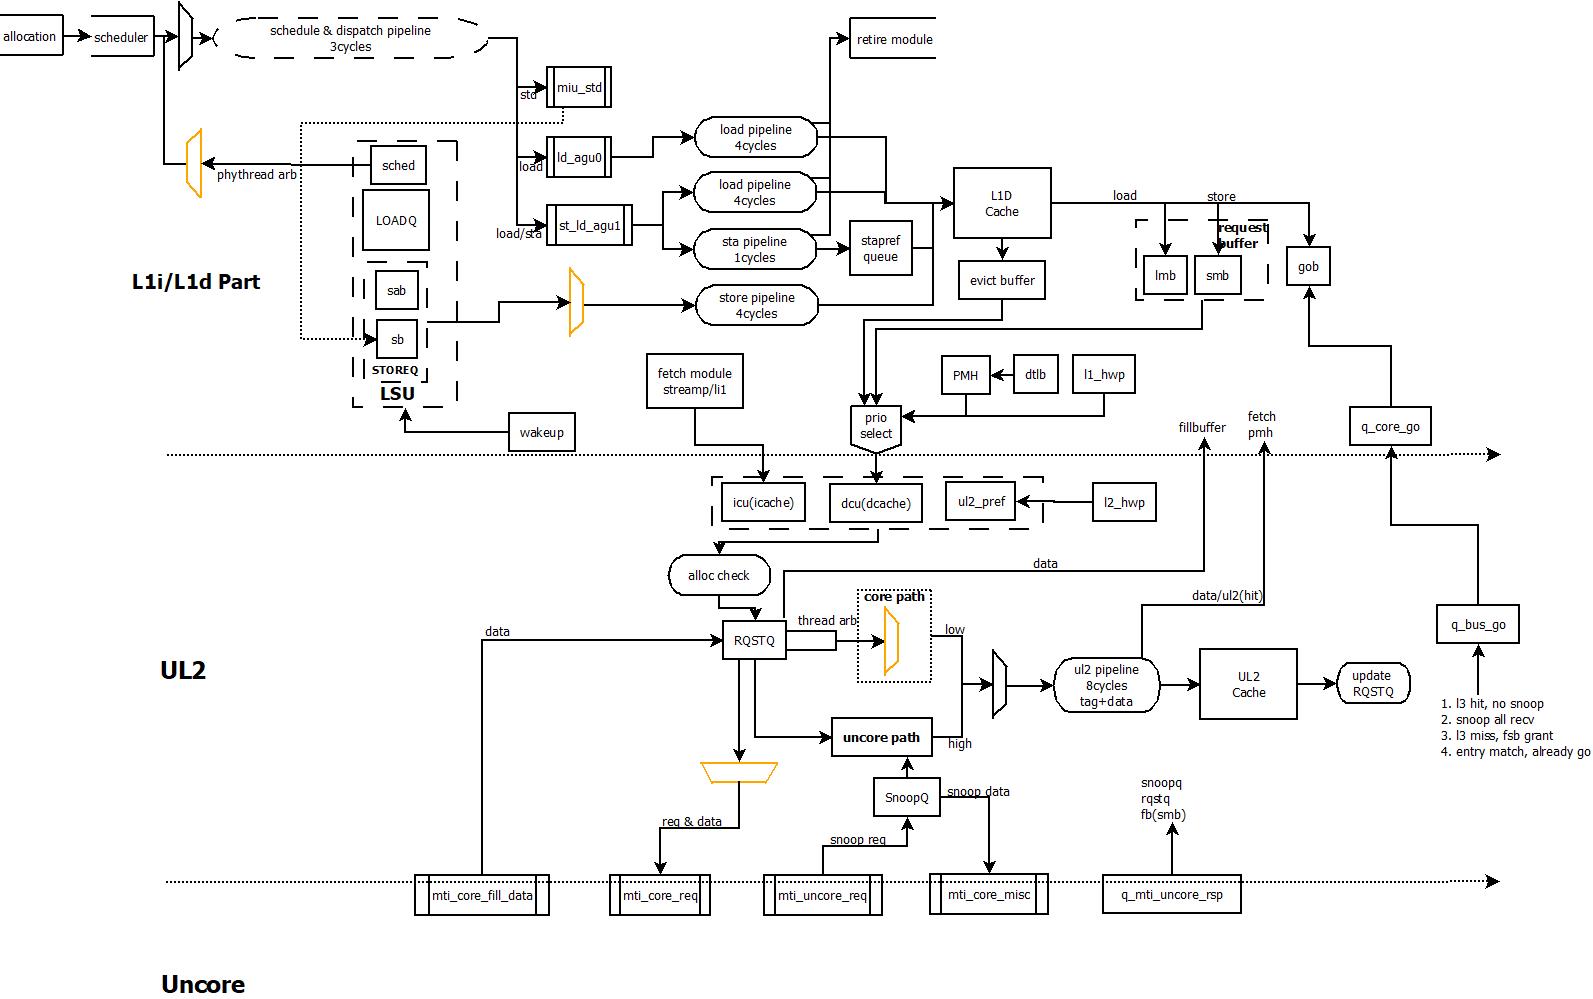 allocation
scheduler
schedule & dispatch pipeline
3cycles
retire module
std
miu_std
load
ld_agu0
load/sta
st_ld_agu1
load pipeline
4cycles
load pipeline
4cycles
sta pipeline
1cycles
store pipeline
4cycles
stapref
queue
L1D
Cache
evict buffer
load
store
request
buffer
lmb
smb
gob
phythread arb
sched
LOADQ
sab
sb
STOREQ
LSU
wakeup
L1i/L1d Part
fetch module
streamp/li1
prio
select
PMH
dtlb
l1_hwp
fillbuffer
fetch
pmh
q_core_go
icu(icache)
dcu(dcache)
ul2_pref
l2_hwp
alloc check
data
RQSTQ
thread arb
core path
low
data/ul2(hit)
data
uncore path
high
ul2 pipeline
8cycles
tag+data
UL2
Cache
update
RQSTQ
q_bus_go
1. l3 hit, no snoop
2. snoop all recv
3. l3 miss, fsb grant
4. entry match, already go
UL2
SnoopQ
snoop data
snoop req
req & data
snoopq
rqstq
fb(smb)
mti_core_fill_data
mti_core_req
mti_uncore_req
mti_core_misc
q_mti_uncore_rsp
Uncore